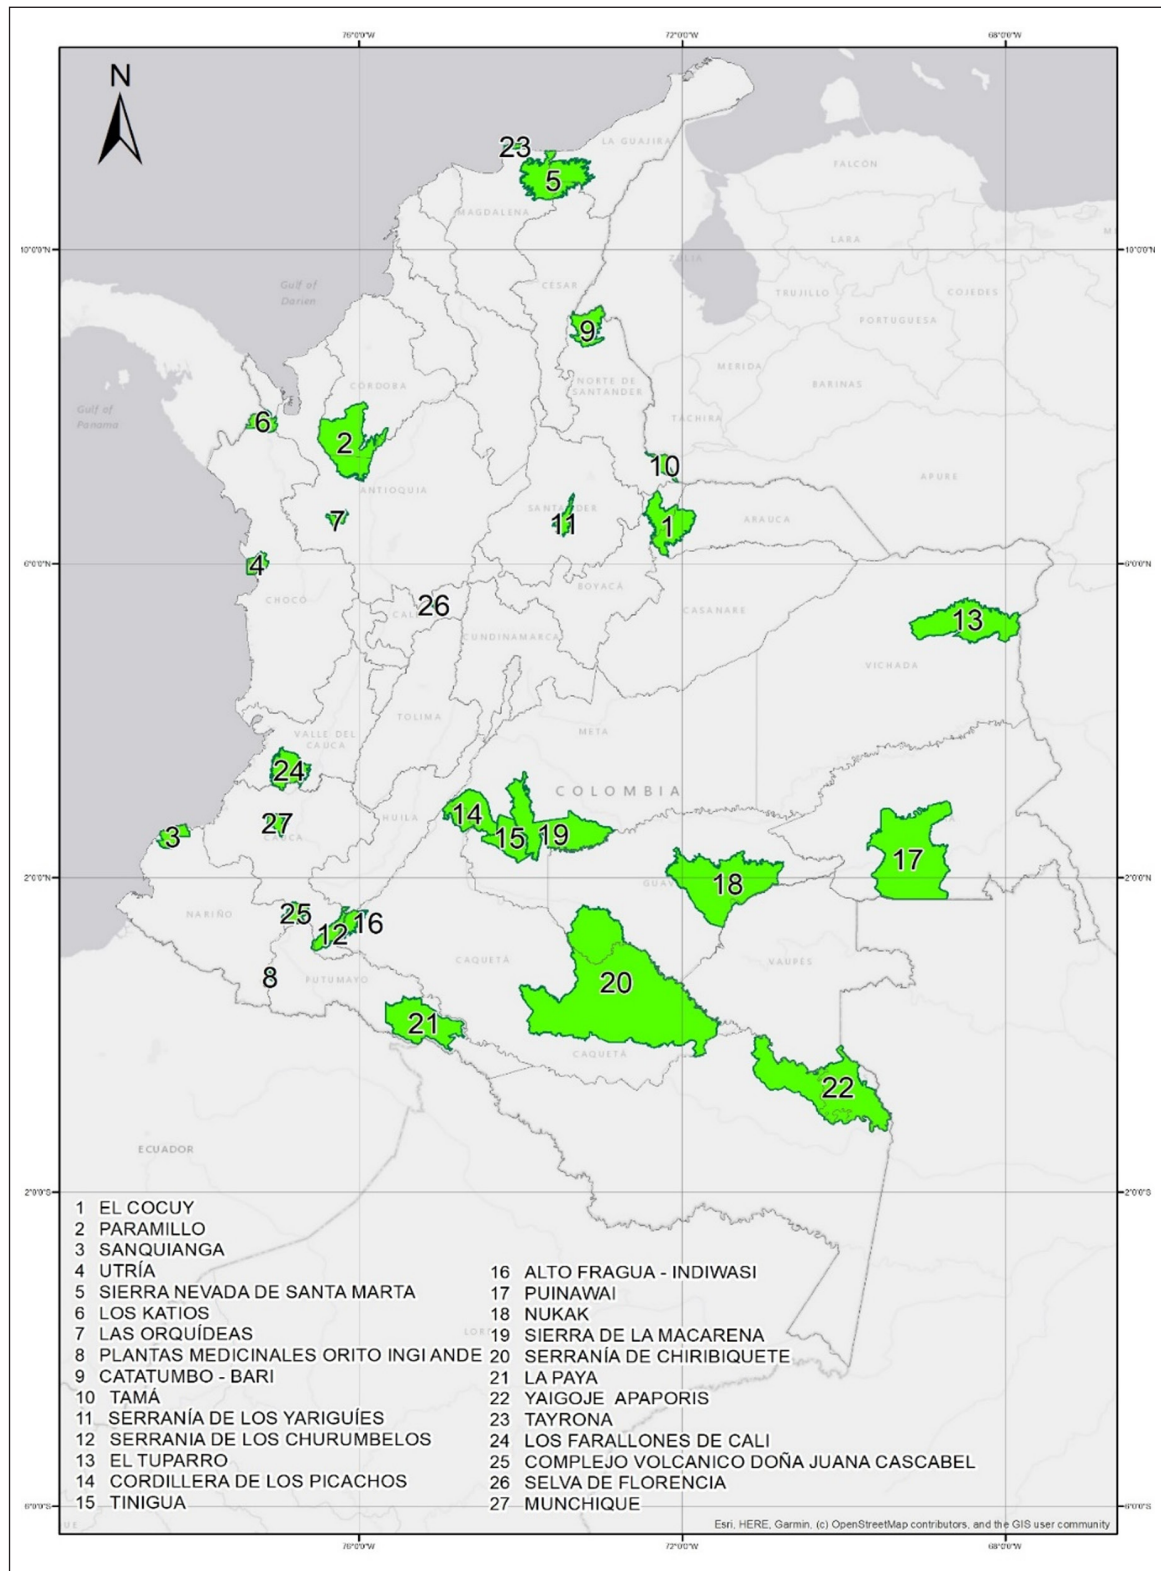 76°0'0"W 72°0'0"W 68°0'0"W
N
LA GUAJIRA
23
FALCÓN
5
MAGDALENA
LARA
10°0'0"N 10°0'0"N
ZULIA
Gulf of
Darien
CESAR
TRUJILLO
COJEDES
PORTUGUESA
9
MERIDA
NORTE DE
SANTANDER
BARINAS
CÓRDOBA
Gulf of
Panama
6
TÁCHIRA
2
10
APURE
ANTIOQUIA
SANTANDER
7
11
1
ARAUCA
6°0'0"N 6°0'0"N
4
BOYACÁ
CHOCÓ
26
CASANARE
13
CUNDINAMARCA
VICHADA
TOLIMA
VALLE DEL
CAUCA
META
24
COLOMBIA
14
HUILA
27
CAUCA
3
15
19
17
2°0'0"N 2°0'0"N
18
25
NARIÑO
16
12
CAQUETÁ
VAUPÉS
8
PUTUMAYO
20
21
CAQUETÁ
22
ECUADOR
2°0'0"S 2°0'0"S
1 EL COCUY
2 PARAMILLO
3 SANQUIANGA
4 UTRÍA
5 SIERRA NEVADA DE SANTA MARTA
6 LOS KATIOS
7 LAS ORQUÍDEAS
8 PLANTAS MEDICINALES ORITO INGI ANDE
9 CATATUMBO - BARI
10 TAMÁ
11 SERRANÍA DE LOS YARIGUÍES
12 SERRANIA DE LOS CHURUMBELOS
13 EL TUPARRO
14 CORDILLERA DE LOS PICACHOS
15 TINIGUA
16 ALTO FRAGUA - INDIWASI
17 PUINAWAI
18 NUKAK
19 SIERRA DE LA MACARENA
20 SERRANÍA DE CHIRIBIQUETE
21 LA PAYA
22 YAIGOJE APAPORIS
23 TAYRONA
24 LOS FARALLONES DE CALI
25 COMPLEJO VOLCANICO DOÑA JUANA CASCABEL
26 SELVA DE FLORENCIA
27 MUNCHIQUE
6°0'0"S 6°0'0"S
Esri, HERE, Garmin, (c) OpenStreetMap contributors, and the GIS user community
76°0'0"W 72°0'0"W 68°0'0"W